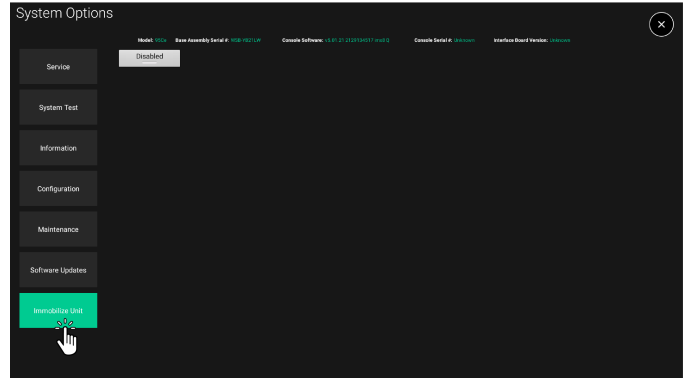 System Options
Model: 95Ce Base Assembly Serial #: Console Software: Console Serial #: Unknown Interface Board Version: Unknown
Disabled
Service
System Test
Information
Configuration
Maintenance
Software Updates
Immobilize Unit